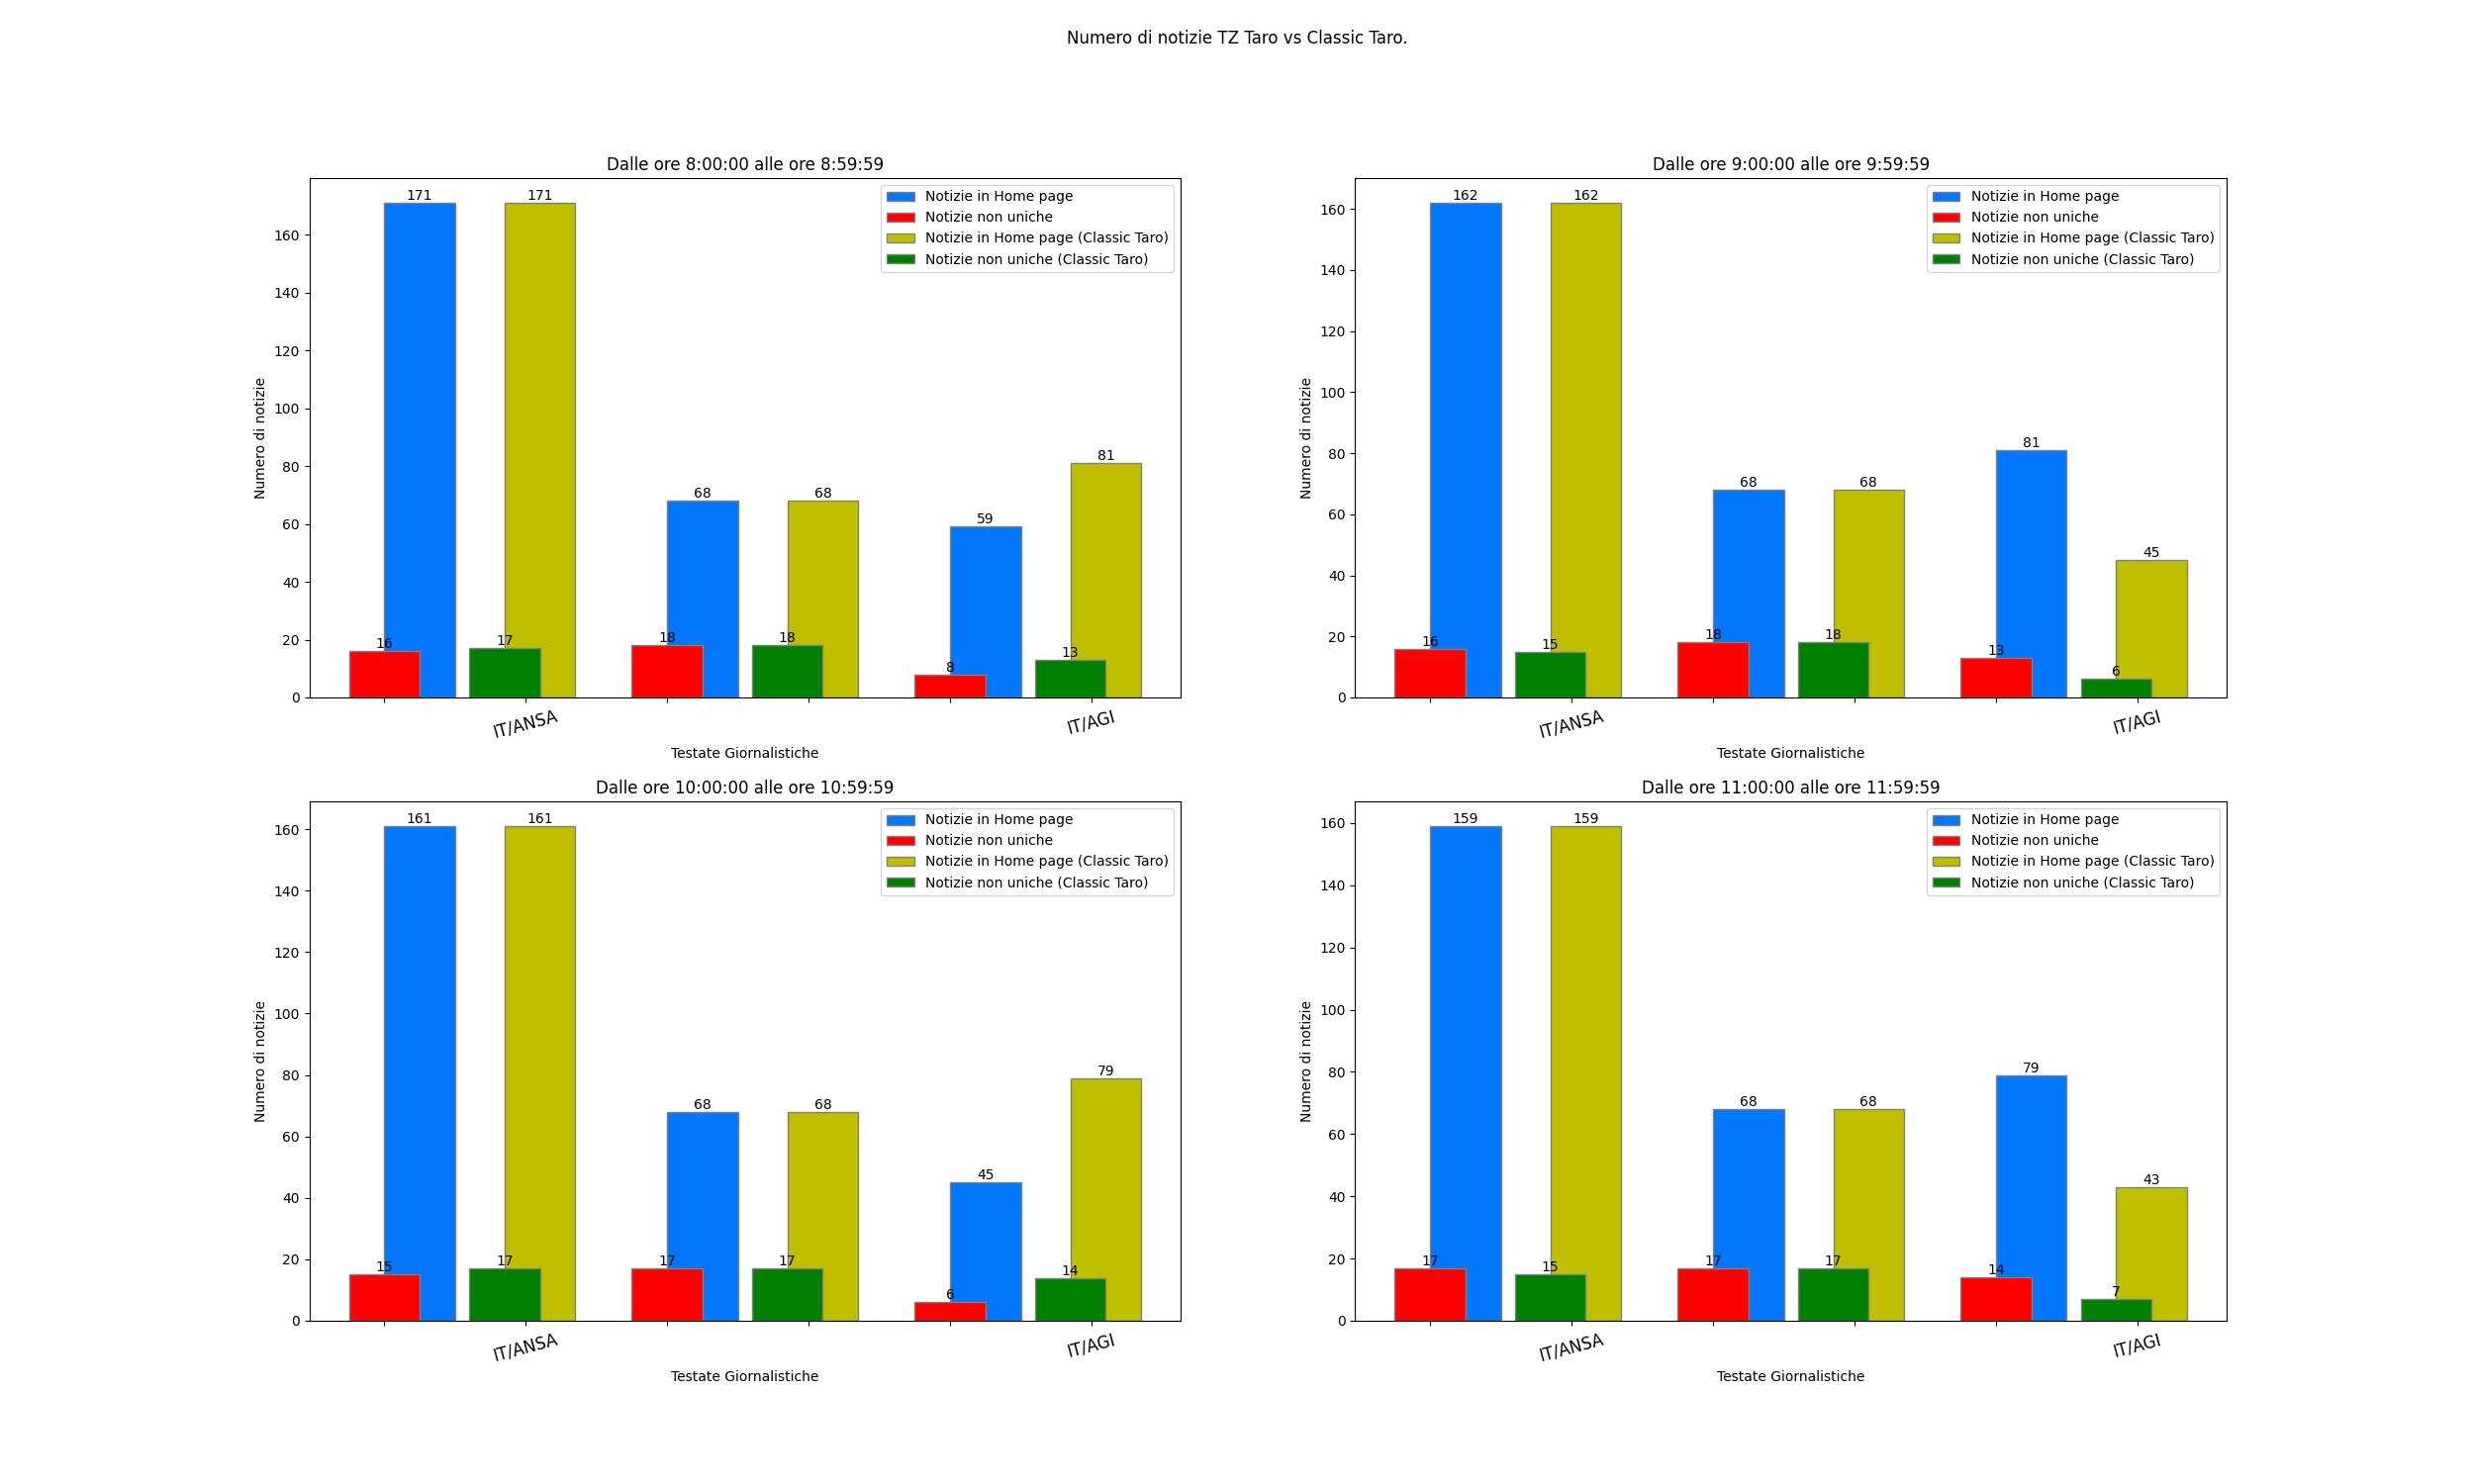 Numero di notizie TZ Taro vs Classic Taro.
Dalle ore 8:00:00 alle ore 8:59:59
Numero di notizie
0
20
40
60
80
100
120
140
160
171
171
68
68
59
81
16
17
18
18
8
13
Notizie in Home page
Notizie non uniche
Notizie in Home page (Classic Taro)
Notizie non uniche (Classic Taro)
IT/ANSA
IT/AGI
Testate Giornalistiche
Dalle ore 9:00:00 alle ore 9:59:59
Numero di notizie
0
20
40
60
80
100
120
140
160
162
162
68
68
81
45
16
15
18
18
13
6
Notizie in Home page
Notizie non uniche
Notizie in Home page (Classic Taro)
Notizie non uniche (Classic Taro)
IT/ANSA
IT/AGI
Testate Giornalistiche
Dalle ore 10:00:00 alle ore 10:59:59
Numero di notizie
0
20
40
60
80
100
120
140
160
161
161
68
68
45
79
15
17
17
17
6
14
Notizie in Home page
Notizie non uniche
Notizie in Home page (Classic Taro)
Notizie non uniche (Classic Taro)
IT/ANSA
IT/AGI
Testate Giornalistiche
Dalle ore 11:00:00 alle ore 11:59:59
Numero di notizie
0
20
40
60
80
100
120
140
160
159
159
68
68
79
43
17
15
17
17
14
7
Notizie in Home page
Notizie non uniche
Notizie in Home page (Classic Taro)
Notizie non uniche (Classic Taro)
IT/ANSA
IT/AGI
Testate Giornalistiche